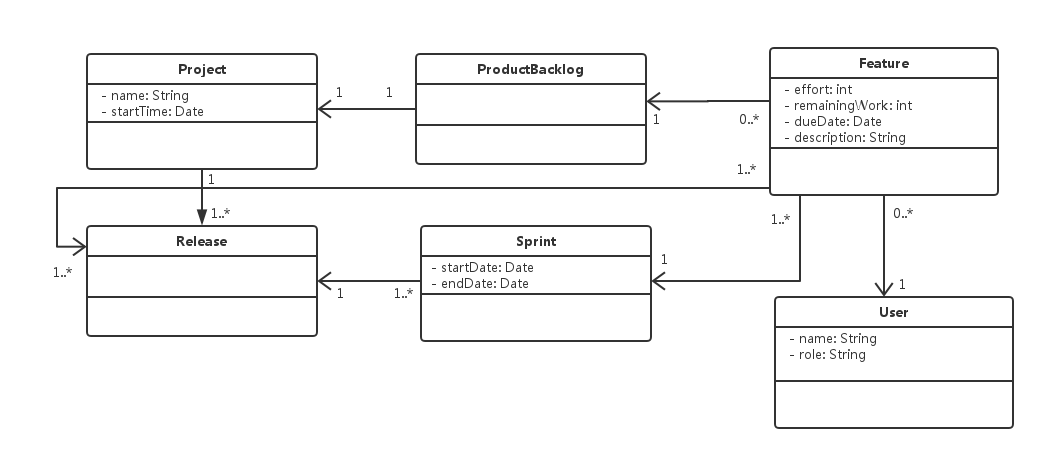 Project
- name: String
- startTime: Date
1
1
ProductBacklog
1
0..*
Feature
- effort: int
- remainingWork: int
- dueDate: Date
- description: String
1..*
1
1..*
1..*
Release
1
1..*
Sprint
- startDate: Date
- endDate: Date
1
1..*
0..*
1
User
- name: String
- role: String